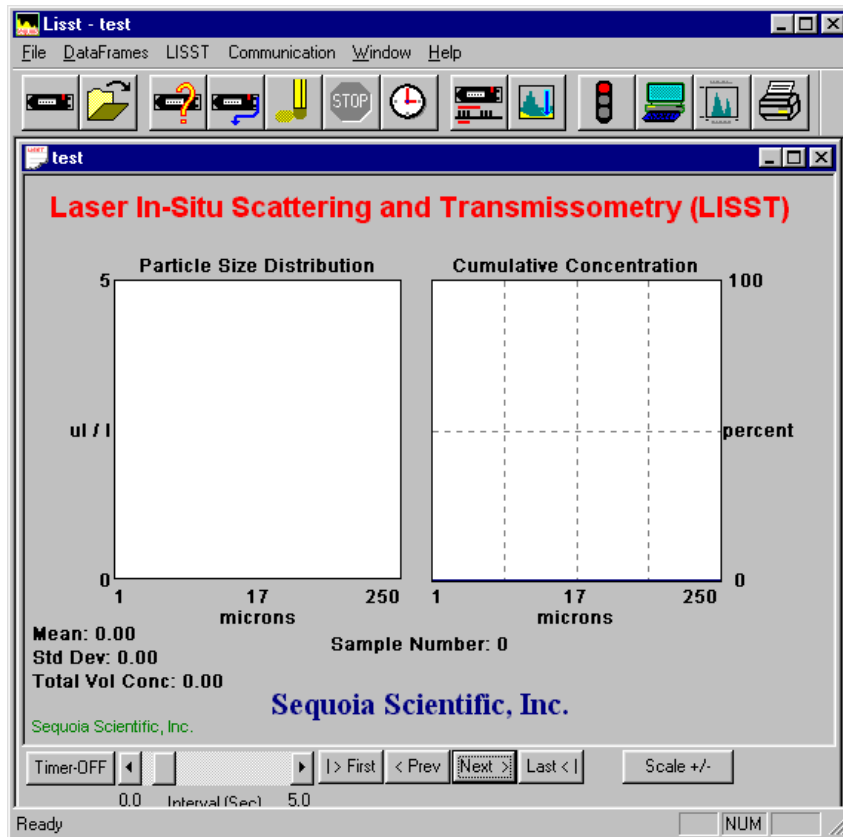 Lisst - test
File DataFrames LISST Communication Window Help
STOP
test
Laser In-Situ Scattering and Transmissometry (LISST)
Particle Size Distribution Cumulative Concentration
5 100
ul / l percent
0 0
1 17 250 1 17 250
microns microns
Mean: 0.00
Sample Number: 0
Std Dev: 0.00
Total Vol Conc: 0.00
Sequoia Scientific, Inc.
Sequoia Scientific, Inc.
Timer-OFF |> First < Prev Next > Last <| Scale +/-
0.0 Interval (Sec) 5.0
Ready NUM